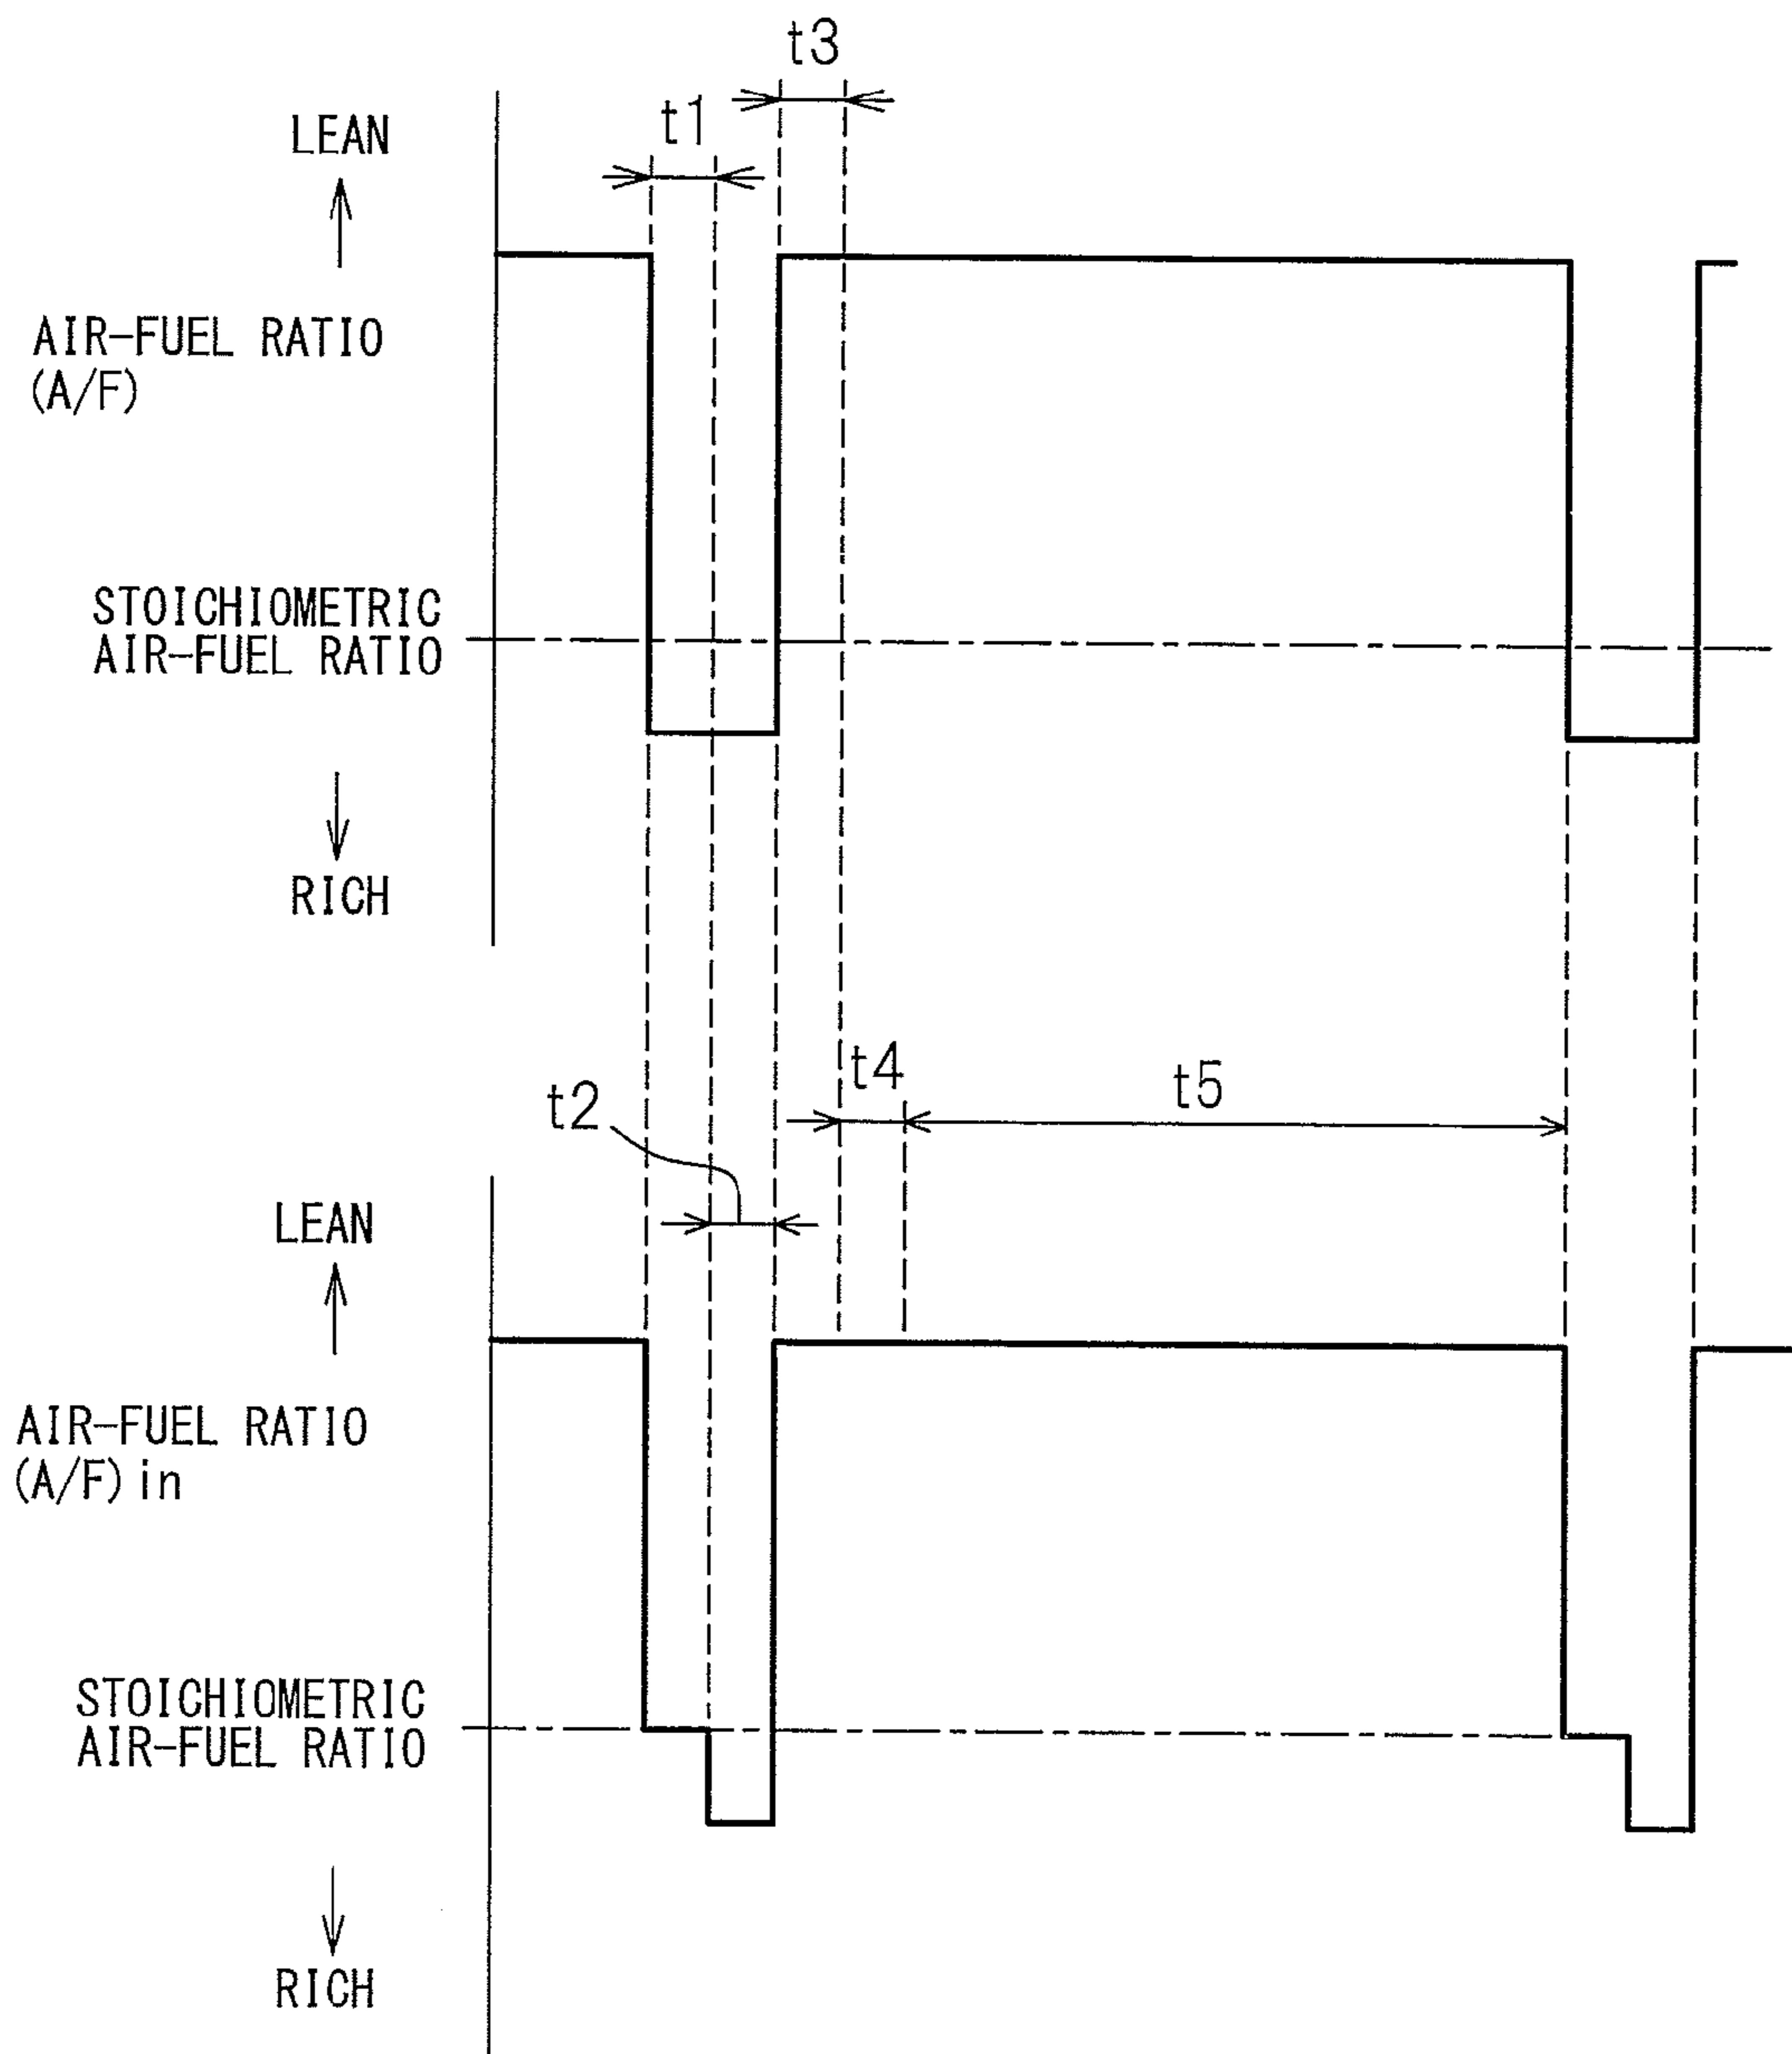 t3
t1
LEAN
AIR-FUEL RATIO
(A/F)
STOICHIOMETRIC
AIR-FUEL RATIO
RICH
t4
t5
t2
LEAN
AIR-FUEL RATIO
(A/F) in
STOICHIOMETRIC
AIR-FUEL RATIO
RICH